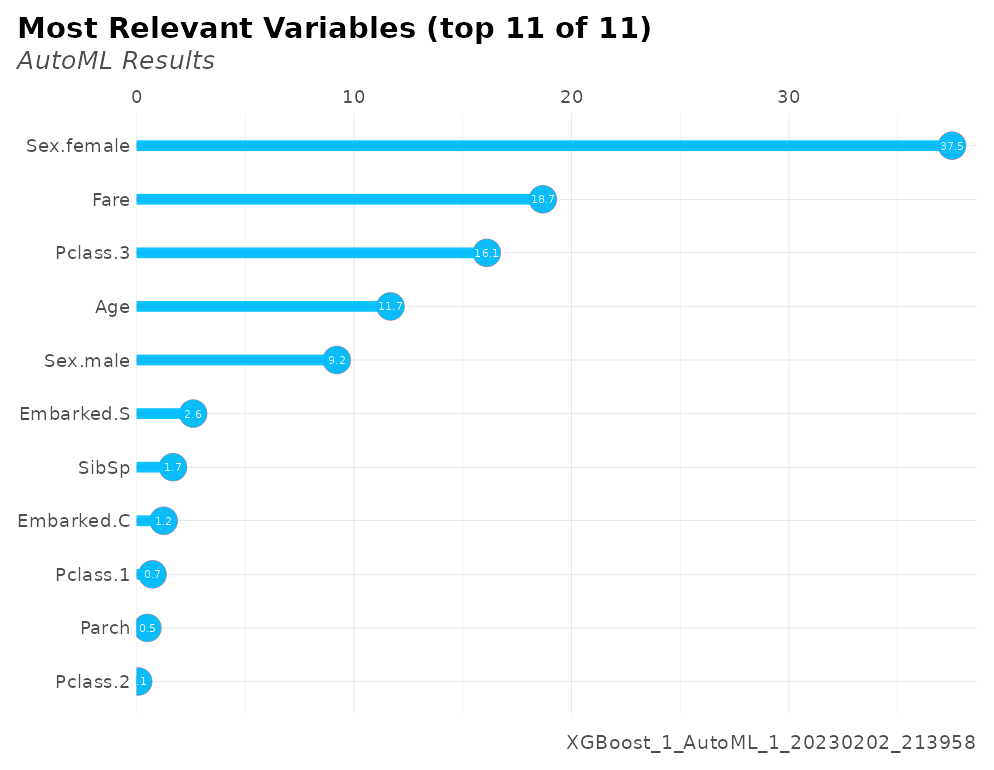 Most Relevant Variables (top 11 of 11)
AutoML Results
0 10 20 30
Sex.female 37.5
Fare 18.7
Pclass.3 16.1
Age 11.7
Sex.male 9.2
Embarked.S 2.6
SibSp 1.7
Embarked.C 1.2
Pclass.1 0.7
Parch 0.5
Pclass.2 .1
XGBoost_1_AutoML_1_20230202_213958